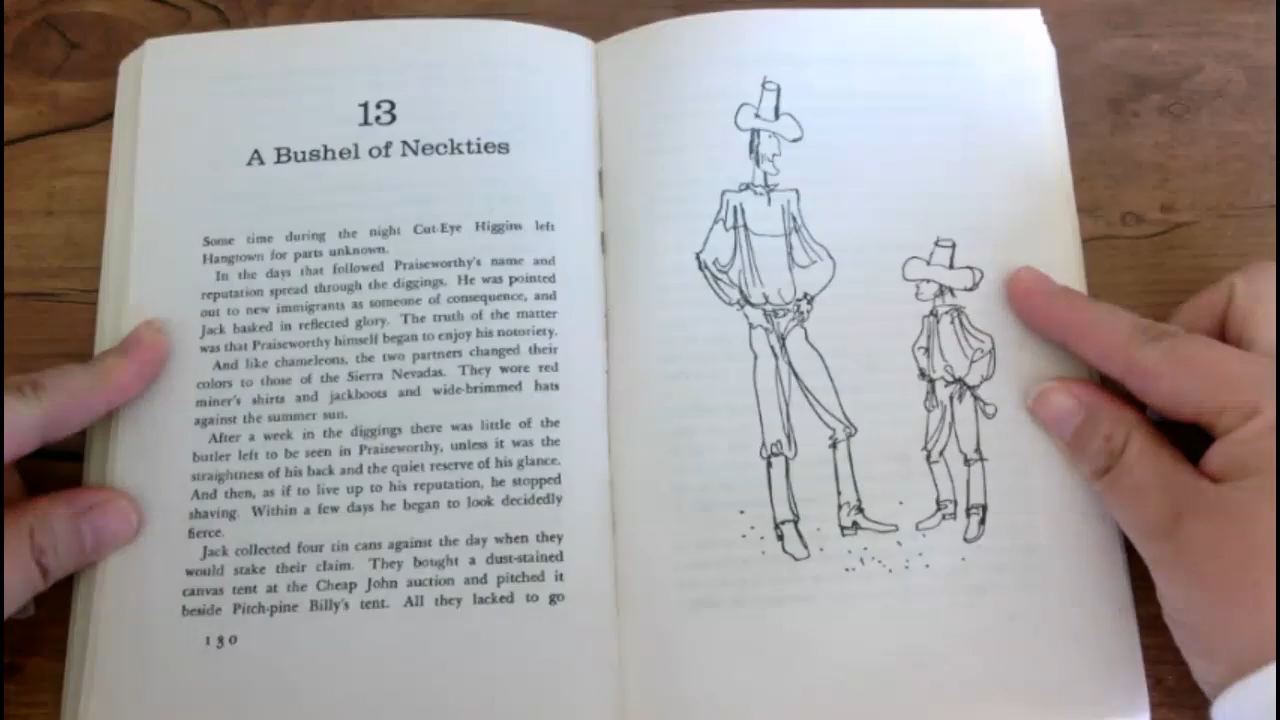 13
A Bushel of Neckties
Some time during the night Cut-Eye Higgins left
Hangtown for parts unknown.
In the days that followed Praiseworthy's name and
reputation spread through the diggings. He was pointed
out to new immigrants as someone of consequence, and
Jack basked in reflected glory. The truth of the matter
was that Praiseworthy himself began to enjoy his notoriety.
And like chameleons, the two partners changed their
colors to those of the Sierra Nevadas. They wore red
miner's shirts and jackboots and wide-brimmed hats
against the summer sun.
After a week in the diggings there was little of the
butler left to be seen in Praiseworthy, unless it was the
straightness of his back and the quiet reserve of his glance.
And then, as if to live up to his reputation, he stopped
shaving. Within a few days he began to look decidedly
fierce.
Jack collected four tin cans against the day when they
would stake their claim. They bought a dust-stained
canvas tent at the Cheap John auction and pitched it
beside Pitch-pine Billy's tent. All they lacked to go
130